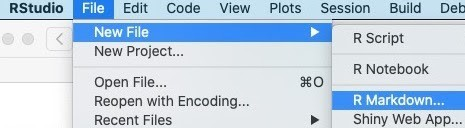 RStudio File Edit Code View Plots Session Build Deb
New File
New Project...
Open File... ⌘O
Reopen with Encoding...
Recent Files
R Script
R Notebook
R Markdown...
Shiny Web App...